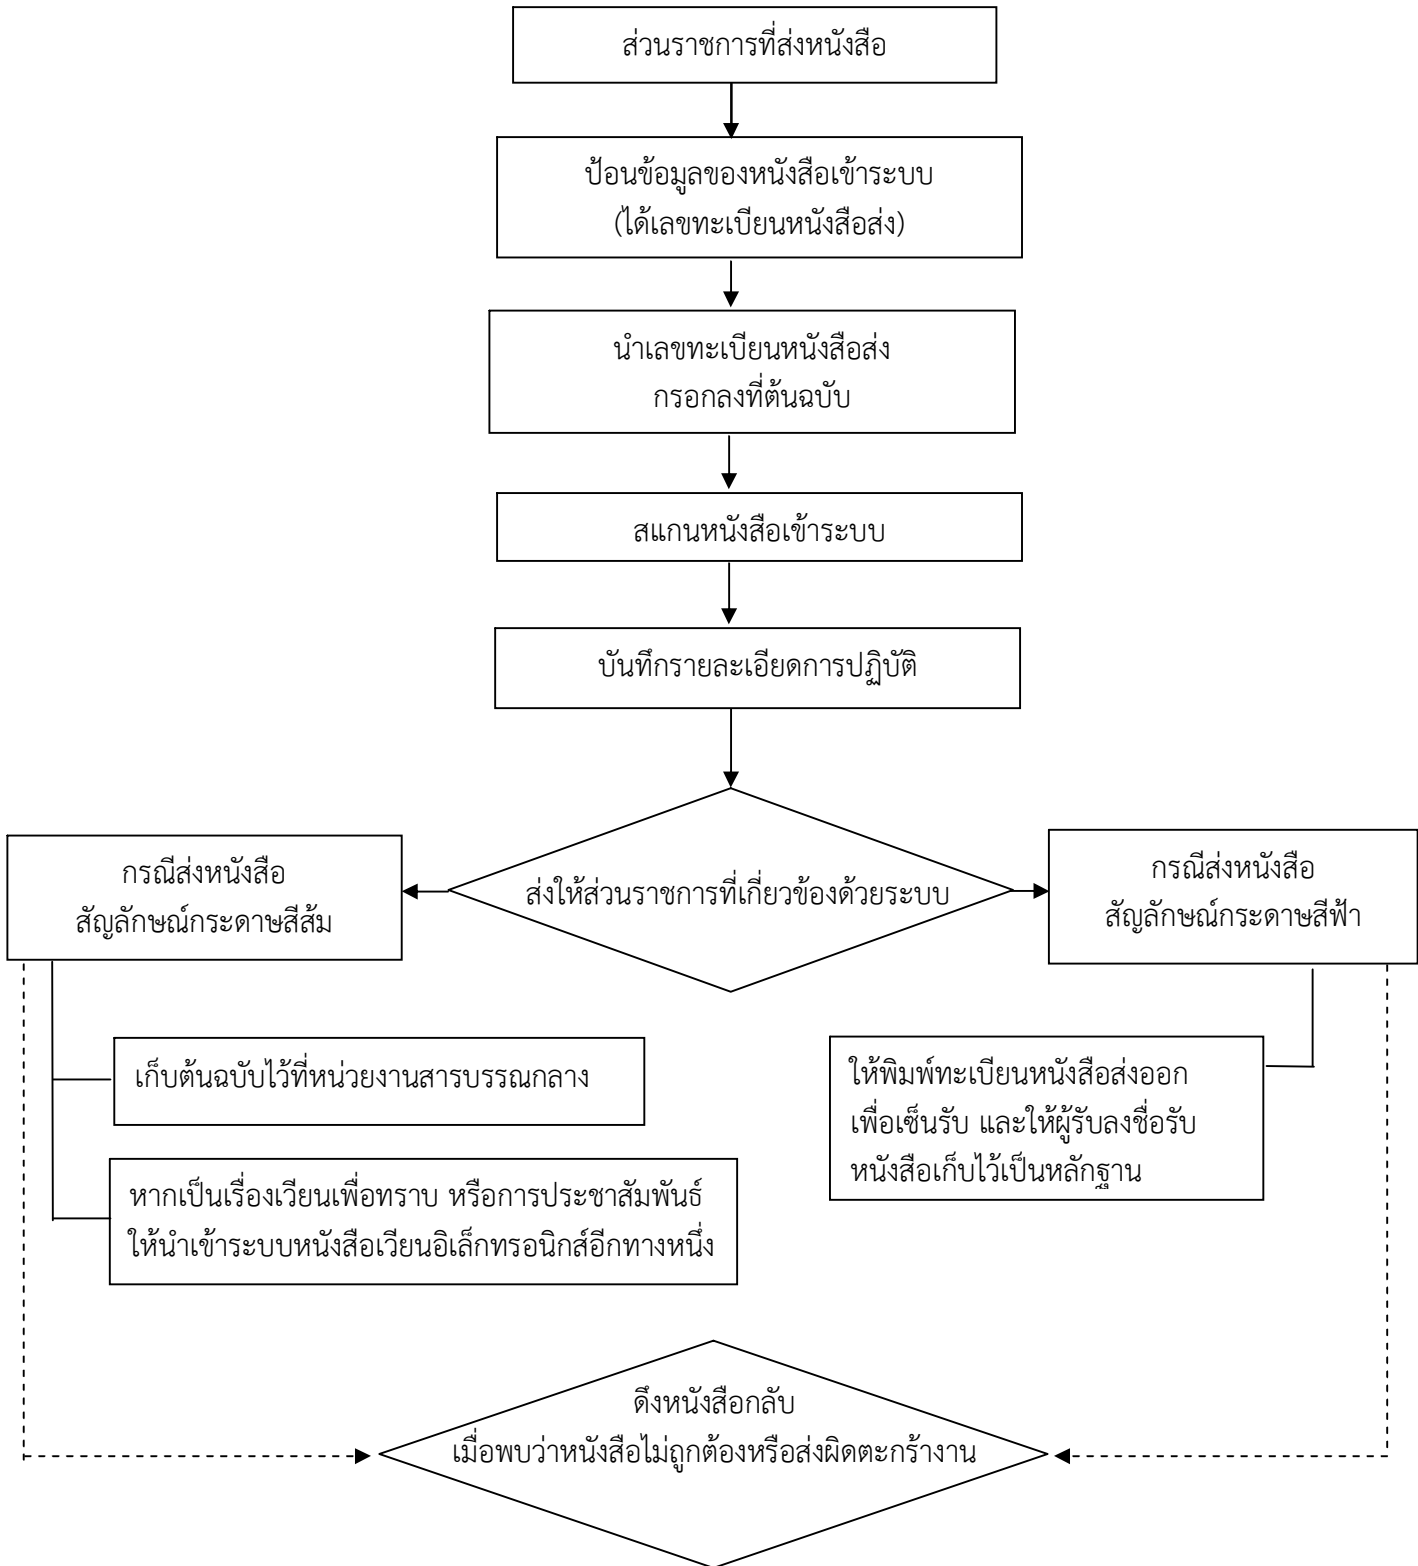 ส่วนราชการที่ส่งหนังสือ
ป้อนข้อมูลของหนังสือเข้าระบบ
(ได้เลขทะเบียนหนังสือส่ง)
นำเลขทะเบียนหนังสือส่ง
กรอกลงที่ต้นฉบับ
สแกนหนังสือเข้าระบบ
บันทึกรายละเอียดการปฏิบัติ
ส่งให้ส่วนราชการที่เกี่ยวข้องด้วยระบบ
กรณีส่งหนังสือ
สัญลักษณ์กระดาษสีส้ม
กรณีส่งหนังสือ
สัญลักษณ์กระดาษสีฟ้า
เก็บต้นฉบับไว้ที่หน่วยงานสารบรรณกลาง
หากเป็นเรื่องเวียนเพื่อทราบ หรือการประชาสัมพันธ์
ให้นำเข้าระบบหนังสือเวียนอิเล็กทรอนิกส์อีกทางหนึ่ง
ให้พิมพ์ทะเบียนหนังสือส่งออก
เพื่อเซ็นรับ และให้ผู้รับลงชื่อรับ
หนังสือเก็บไว้เป็นหลักฐาน
ดึงหนังสือกลับ
เมื่อพบว่าหนังสือไม่ถูกต้องหรือส่งผิดตะกร้างาน